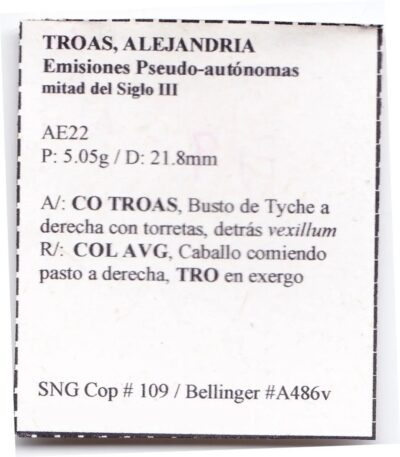 TROAS, ALEJANDRIA
Emisiones Pseudo-autónomas
mitad del Siglo III
AE22
P: 5.05g / D: 21.8mm
A/: CO TROAS, Busto de Tyche a
derecha con torretas, detrás vexillum
R/: COL AVG, Caballo comiendo
pasto a derecha, TRO en exergo
SNG Cop # 109 / Bellinger #A486v